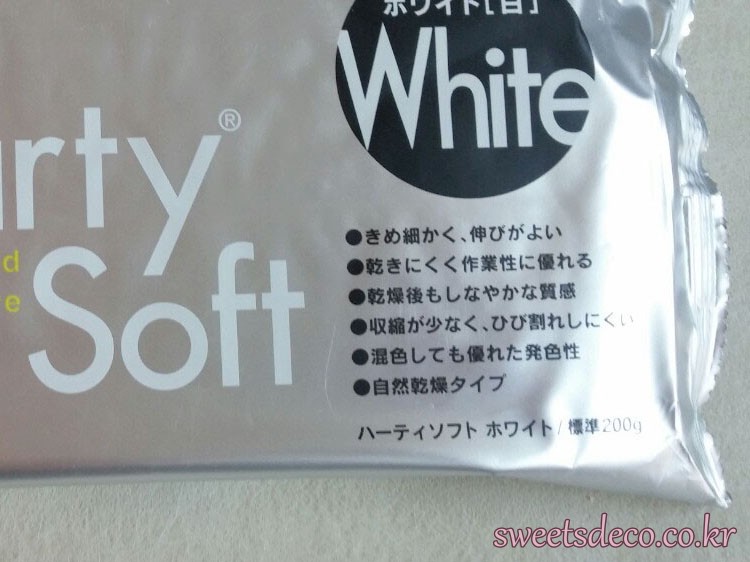 ホワイト[白]
White
arty®
Soft
d
e
●きめ細かく、伸びがよい
●乾きにくく作業性に優れる
●乾燥後もしなやかな質感
●収縮が少なく、ひび割れしにくい
●混色しても優れた発色性
●自然乾燥タイプ
ハーティソフト ホワイト/標準200g
sweetsdeco.co.kr